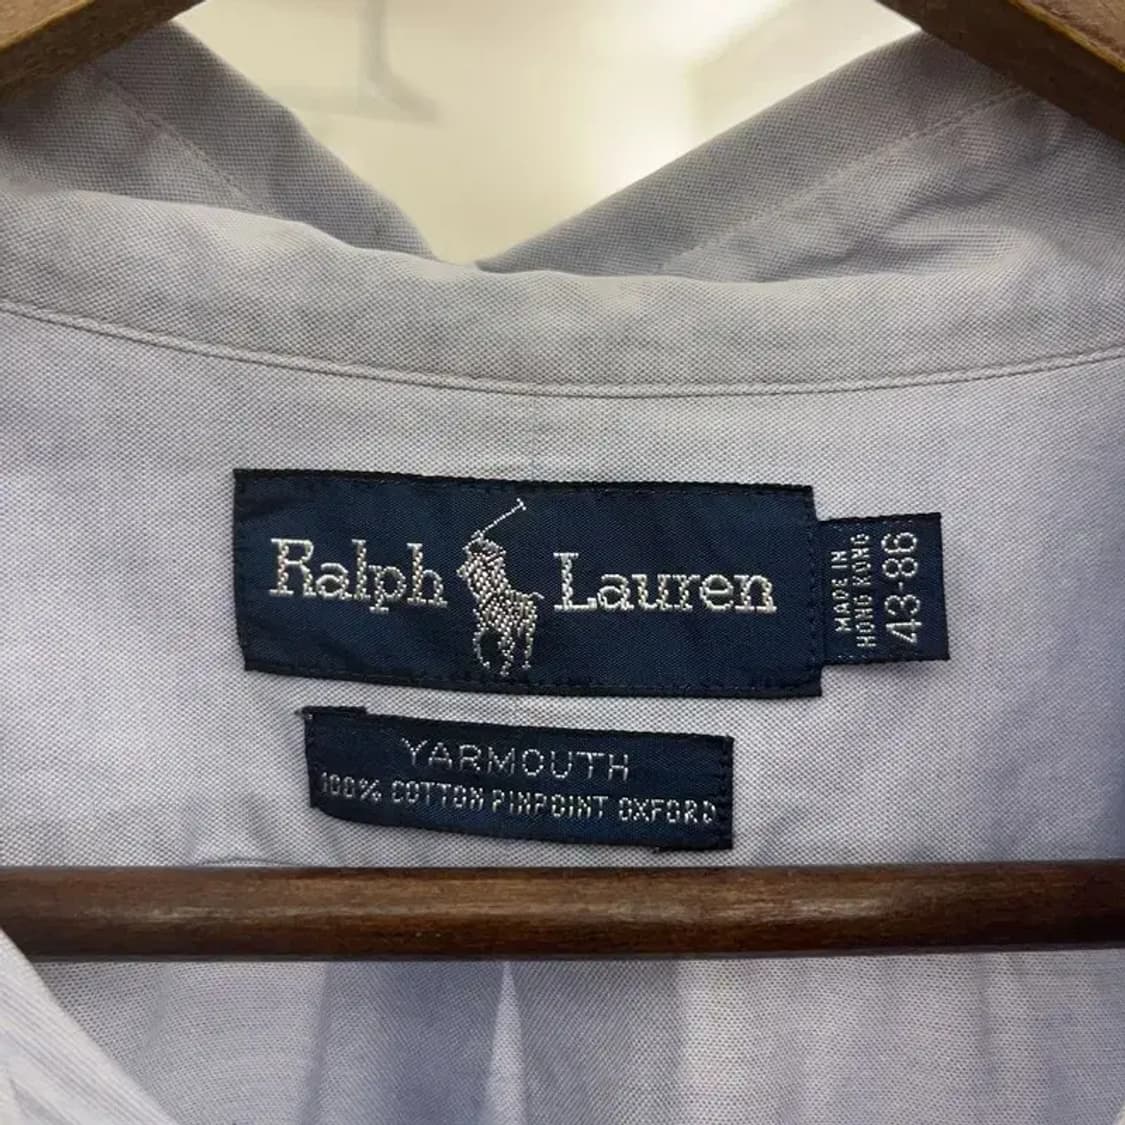 Ralph Lauren
MADE IN
HONG KONG
43-86
YARMOUTH
100% COTTON PINPOINT OXFORD